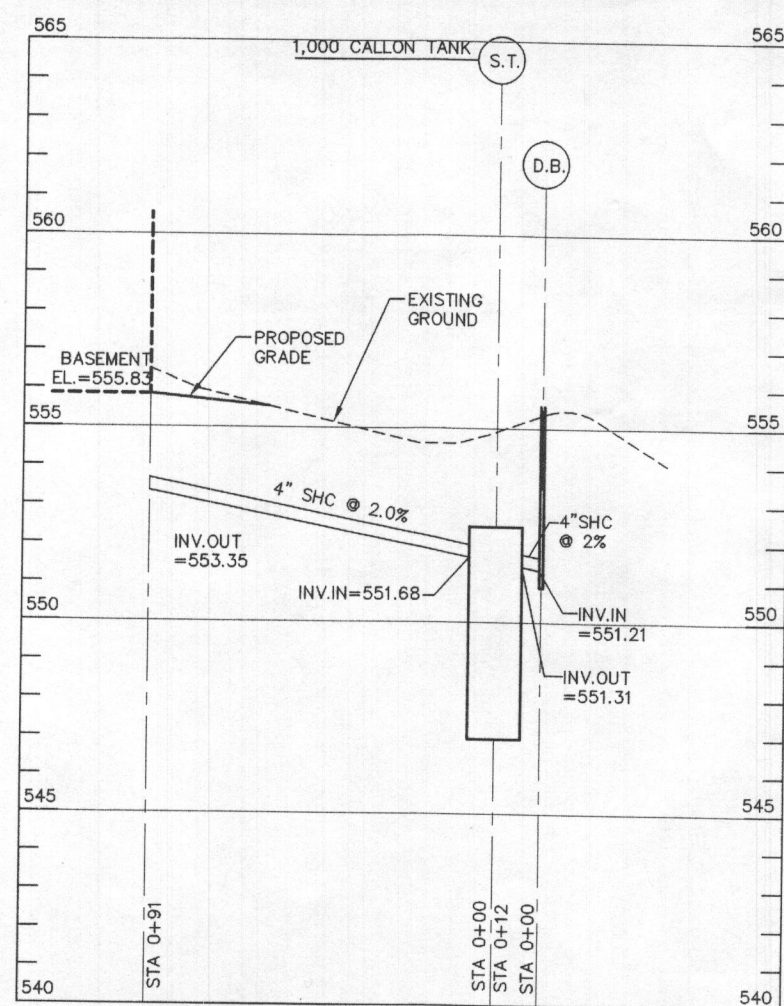 565
565
1,000 CALLON TANK
S.T.
D.B.
560
560
EXISTING
GROUND
PROPOSED
GRADE
BASEMENT
EL.=555.83
555
555
4" SHC @ 2.0%
4"SHC
@ 2%
INV.OUT
=553.35
INV.IN=551.68
550
550
INV.IN
=551.21
INV.OUT
=551.31
545
545
STA 0+91
STA 0+00
STA 0+12
STA 0+00
540
540